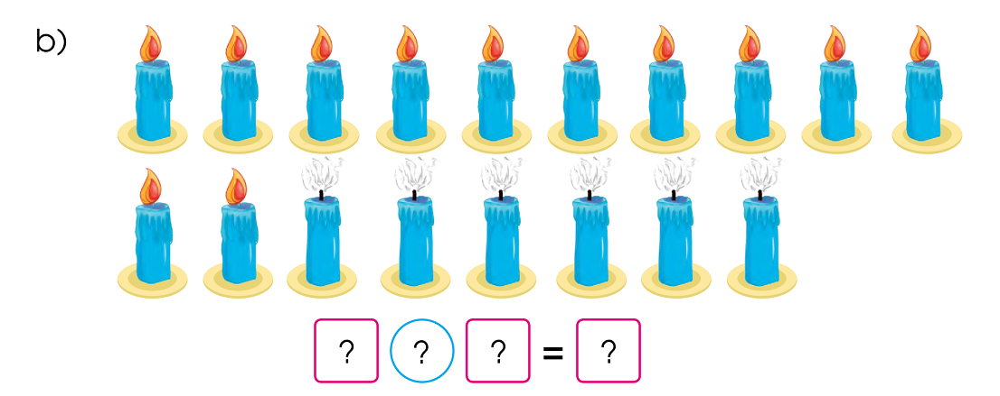 b)
? ? ? = ?